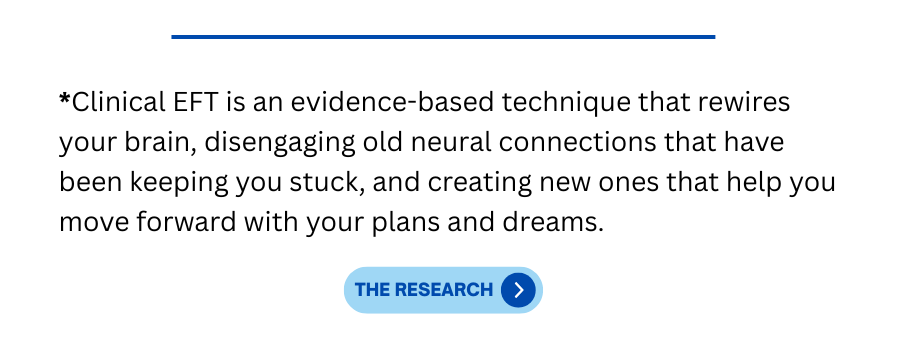 *Clinical EFT is an evidence-based technique that rewires
your brain, disengaging old neural connections that have
been keeping you stuck, and creating new ones that help you
move forward with your plans and dreams.
THE RESEARCH